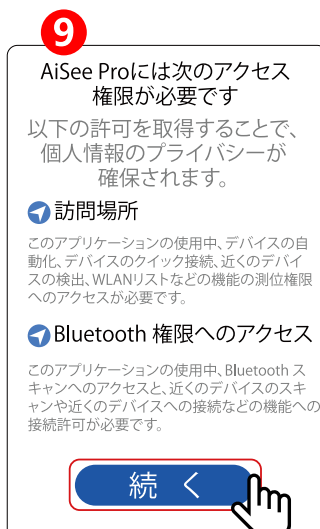 9
AiSee Proには次のアクセス
権限が必要です
以下の許可を取得することで、
個人情報のプライバシーが
確保されます。
訪問場所
このアプリケーションの使用中、デバイスの自
動化、デバイスのクイック接続、近くのデバイ
スの検出、WLANリストなどの機能の測位権限
へのアクセスが必要です。
Bluetooth 権限へのアクセス
このアプリケーションの使用中、Bluetooth ス
キャンへのアクセスと、近くのデバイスのスキ
ャンや近くのデバイスへの接続などの機能への
接続許可が必要です。
続 く